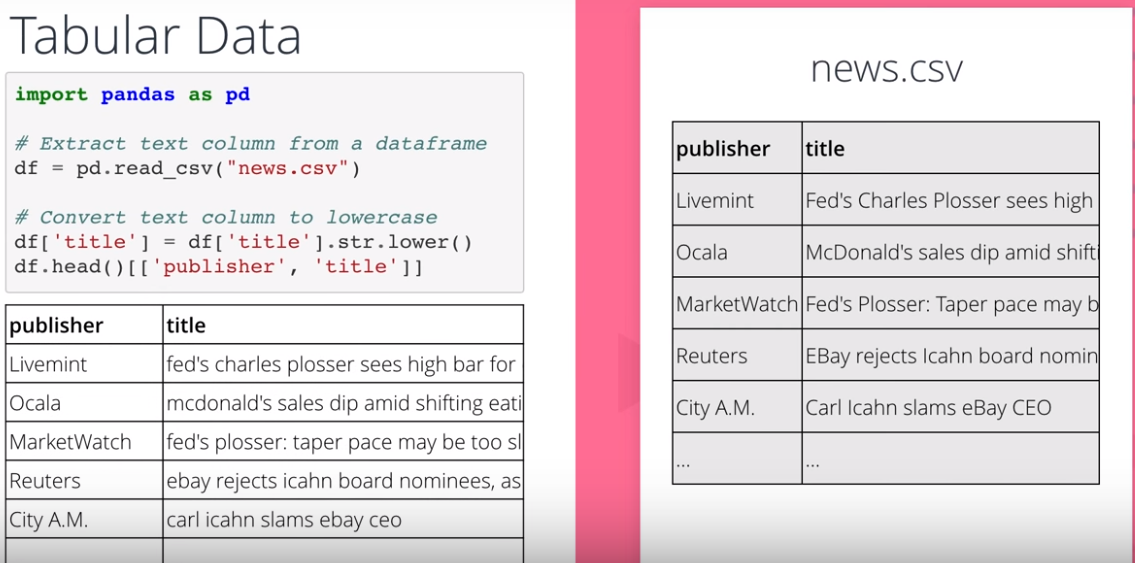 Tabular Data
import pandas as pd
# Extract text column from a dataframe
df = pd.read_csv("news.csv")
# Convert text column to lowercase
df['title'] = df['title'].str.lower()
df.head()[['publisher', 'title']]
publisher title
Livemint fed's charles plosser sees high bar for
Ocala mcdonald's sales dip amid shifting eati
MarketWatch fed's plosser: taper pace may be too sl
Reuters ebay rejects icahn board nominees, as
City A.M. carl icahn slams ebay ceo
news.csv
publisher title
Livemint Fed's Charles Plosser sees high
Ocala McDonald's sales dip amid shifti
MarketWatch Fed's Plosser: Taper pace may b
Reuters EBay rejects Icahn board nomin
City A.M. Carl Icahn slams eBay CEO
... ...